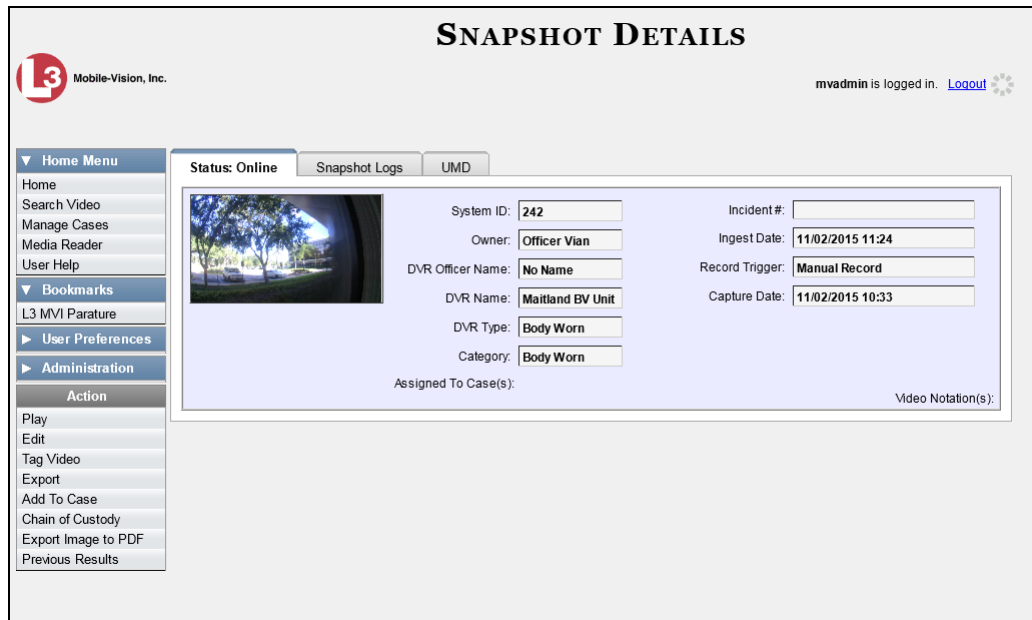 SNAPSHOT DETAILS
L3 Mobile-Vision, Inc.
mvadmin is logged in. Logout
▼ Home Menu
Home
Search Video
Manage Cases
Media Reader
User Help
▼ Bookmarks
L3 MVI Parature
► User Preferences
► Administration
Action
Play
Edit
Tag Video
Export
Add To Case
Chain of Custody
Export Image to PDF
Previous Results
Status: Online
Snapshot Logs
UMD
System ID: 242
Owner: Officer Vian
DVR Officer Name: No Name
DVR Name: Maitland BV Unit
DVR Type: Body Worn
Category: Body Worn
Assigned To Case(s):
Incident #:
Ingest Date: 11/02/2015 11:24
Record Trigger: Manual Record
Capture Date: 11/02/2015 10:33
Video Notation(s):